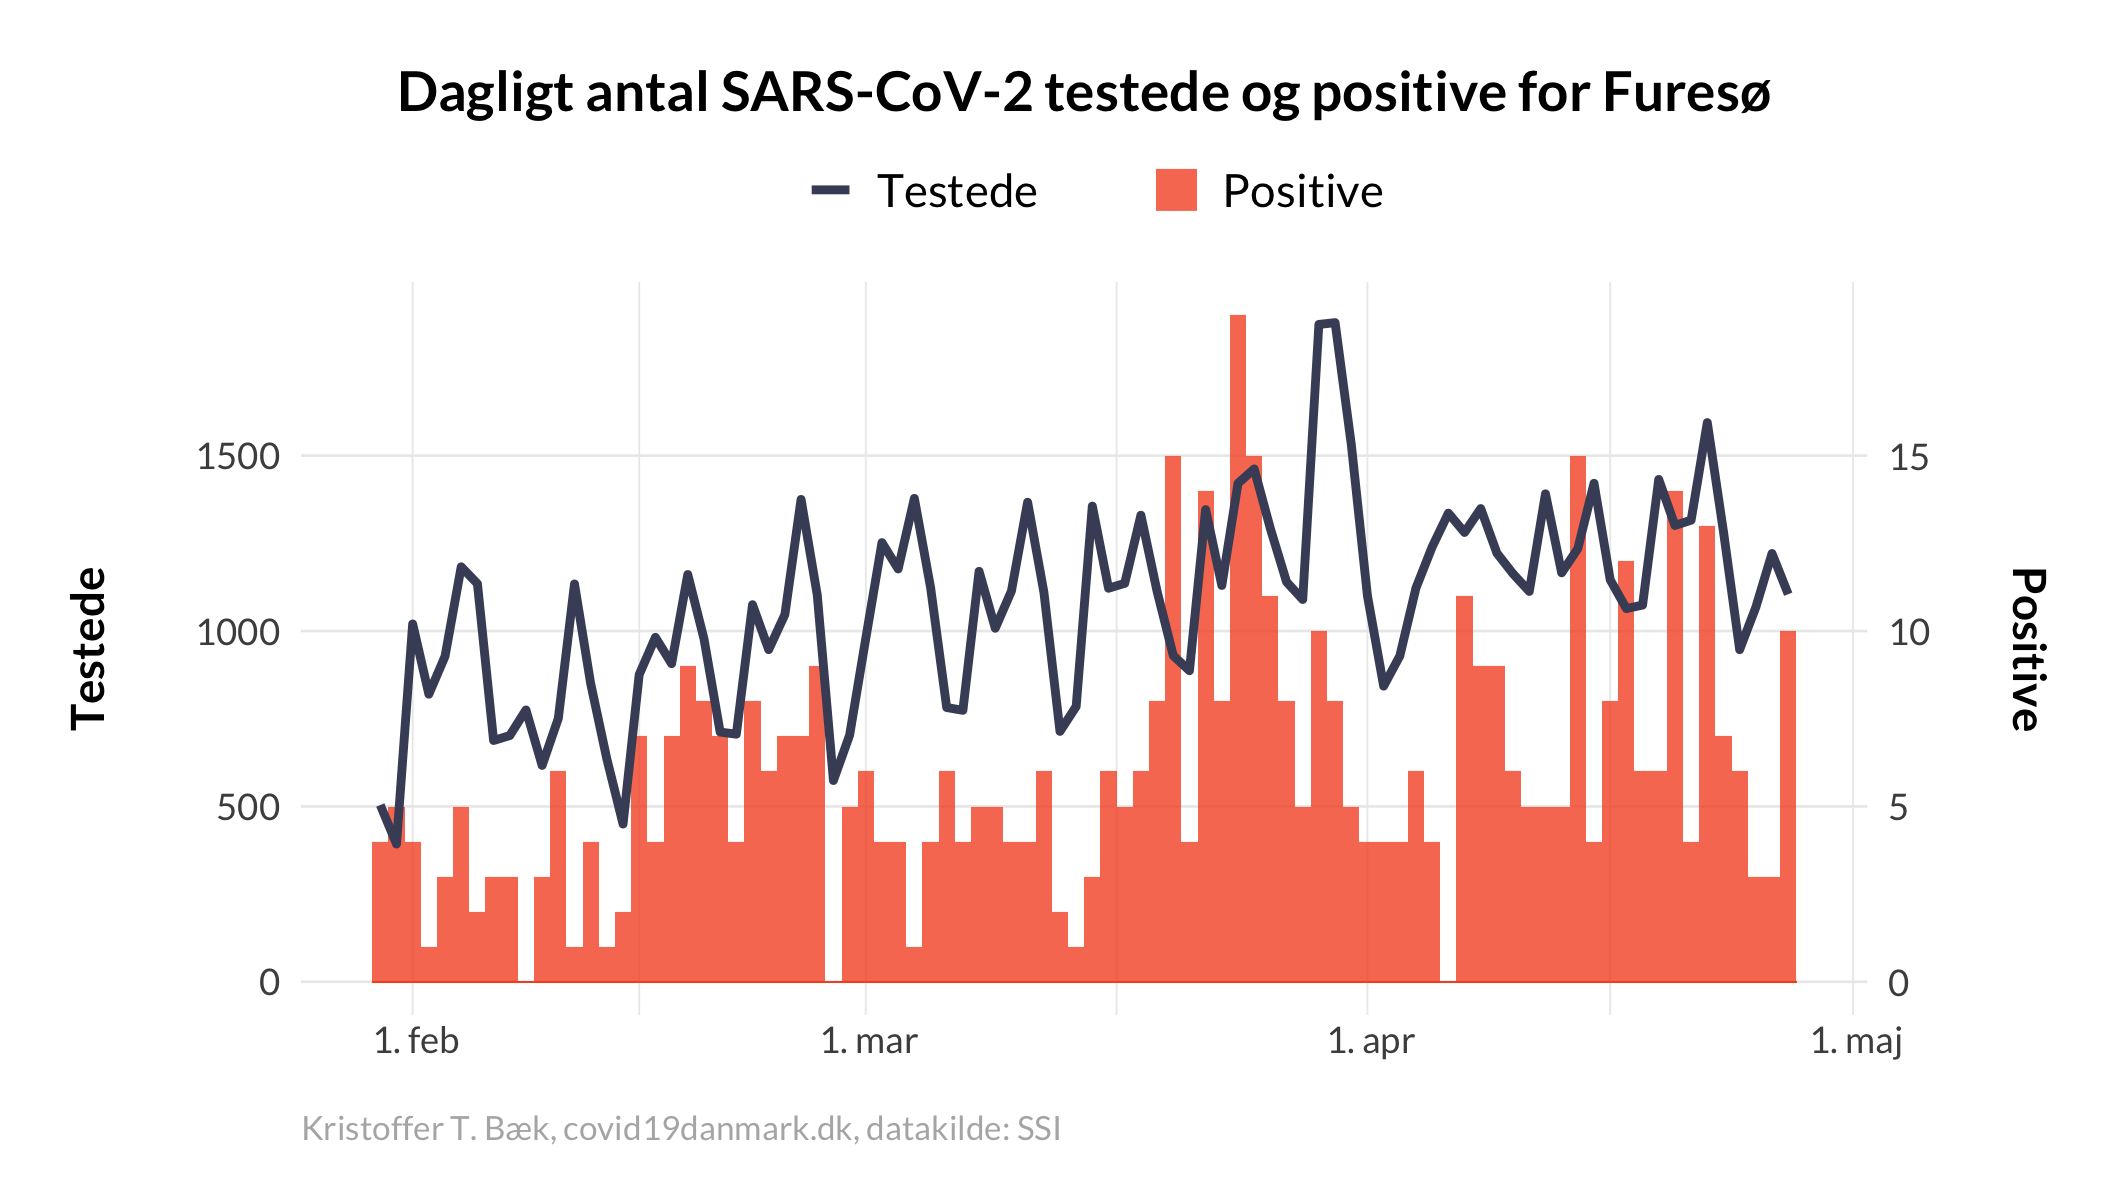 Dagligt antal SARS-CoV-2 testede og positive for Furesø
Testede
Positive
Testede
1500
1000
500
0
15
10
5
0
Positive
1. feb
1. mar
1. apr
1. maj
Kristoffer T. Bæk, covid19danmark.dk, datakilde: SSI